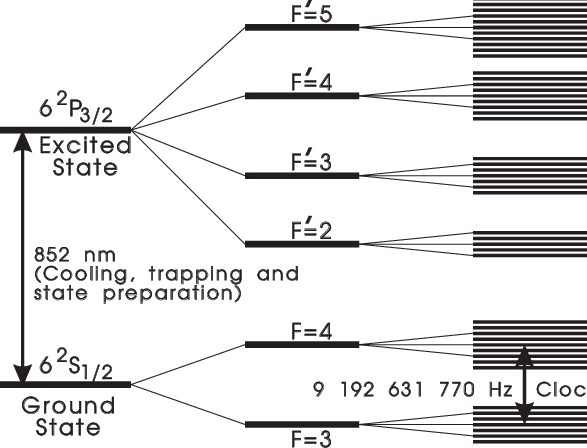 F′=5
F′=4
6²P₃/₂
Excited
State
F′=3
F′=2
852 nm
(Cooling, trapping and
state preparation)
F=4
6²S₁/₂
9 192 631 770 Hz Cloc
Ground
State
F=3